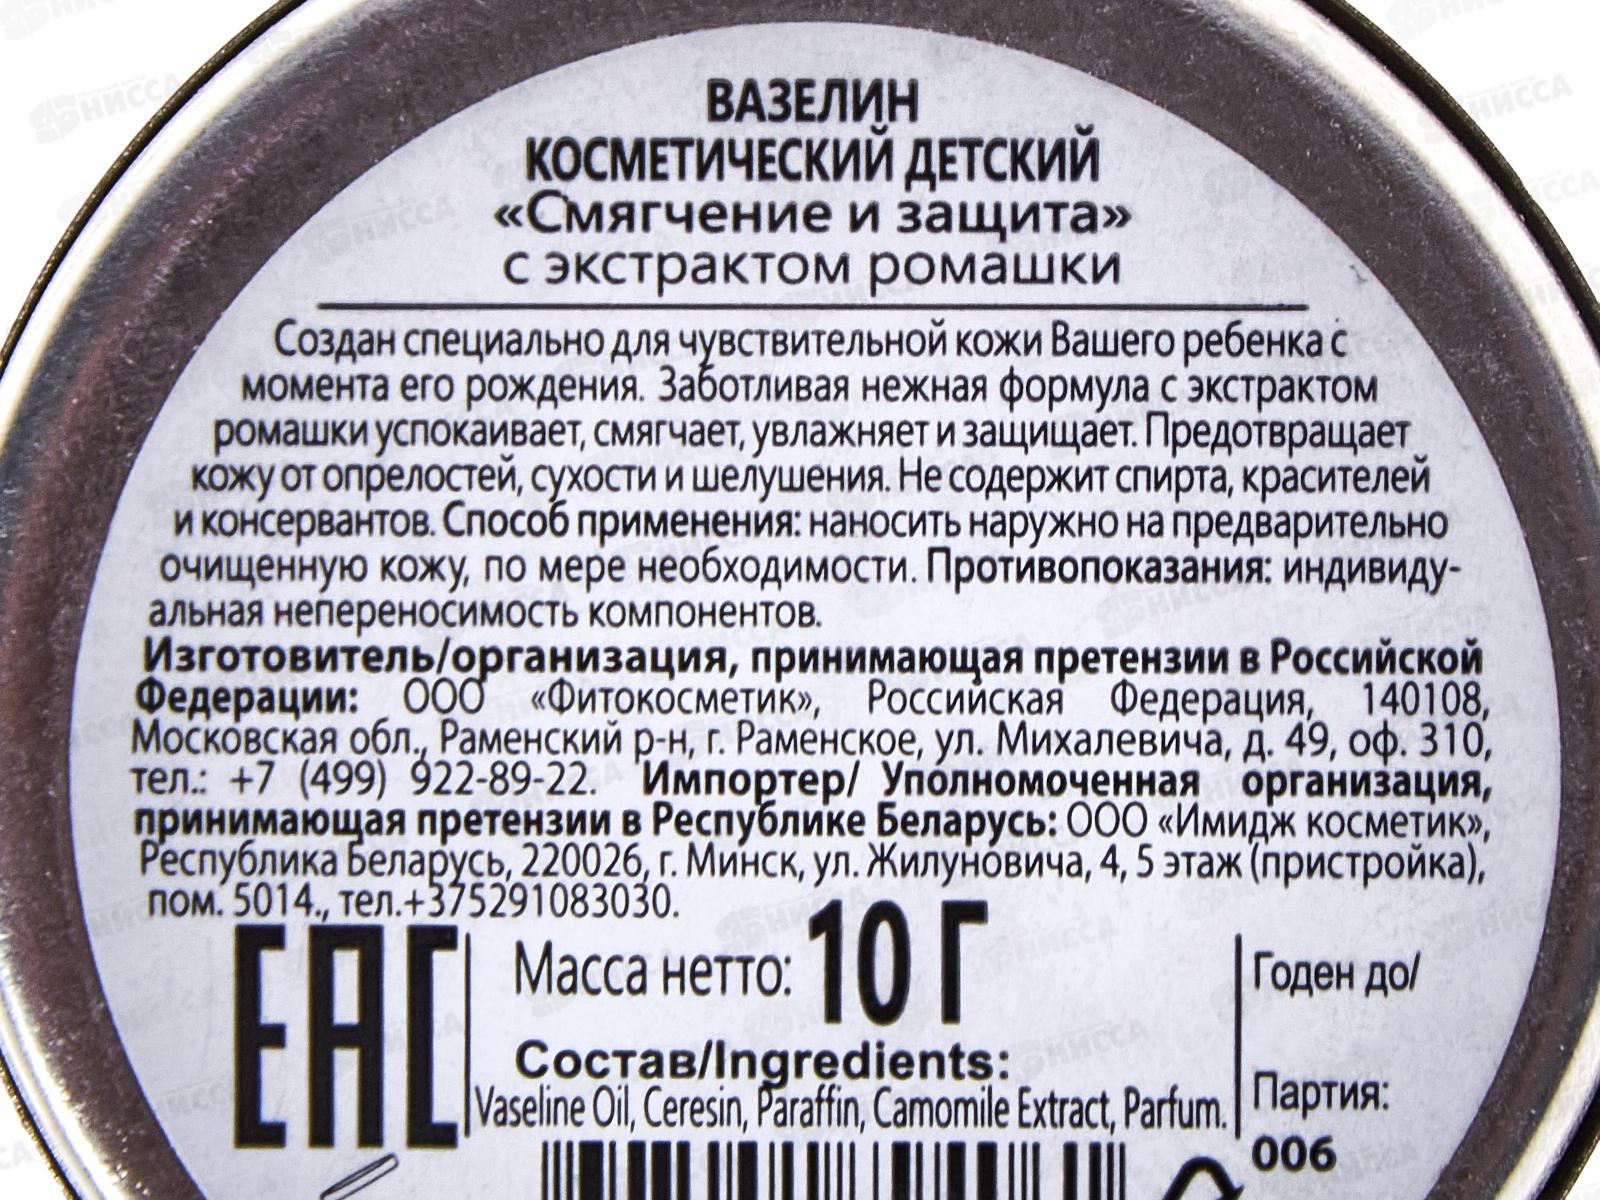 ВАЗЕЛИН
КОСМЕТИЧЕСКИЙ ДЕТСКИЙ
«Смягчение и защита»
с экстрактом ромашки
Создан специально для чувствительной кожи Вашего ребенка с
момента его рождения. Заботливая нежная формула с экстрактом
ромашки успокаивает, смягчает, увлажняет и защищает. Предотвращает
кожу от опрелостей, сухости и шелушения. Не содержит спирта, красителей
и консервантов. Способ применения: наносить наружно на предварительно
очищенную кожу, по мере необходимости. Противопоказания: индивиду-
альная непереносимость компонентов.
Изготовитель/организация, принимающая претензии в Российской
Федерации: ООО «Фитокосметик», Российская Федерация, 140108,
Московская обл., Раменский р-н, г. Раменское, ул. Михалевича, д. 49, оф. 310,
тел.: +7 (499) 922-89-22. Импортер/ Уполномоченная организация,
принимающая претензии в Республике Беларусь: ООО «Имидж косметик»,
Республика Беларусь, 220026, г. Минск, ул. Жилуновича, 4, 5 этаж (пристройка),
пом. 5014., тел.+375291083030.
ЕАС
Масса нетто: 10 Г
Состав/Ingredients:
Vaseline Oil, Ceresin, Paraffin, Camomile Extract, Parfum.
Годен до/
Партия:
006
НИССА